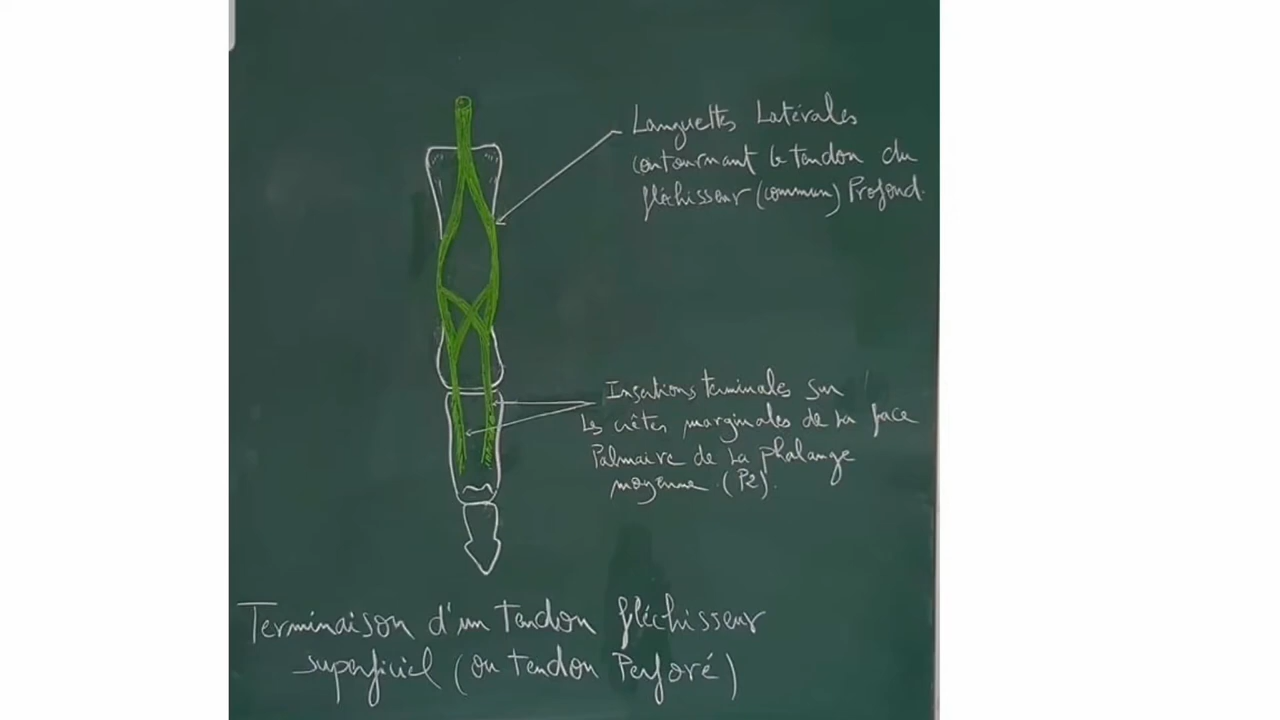 Languettes Latérales
contournant le tendon du
fléchisseur (commun) Profond.
Insertions terminales sur
Les crêtes marginales de la face
Palmaire de la phalange
moyenne (P2).
Terminaison d'un tendon fléchisseur
superficiel (ou tendon Perforé)